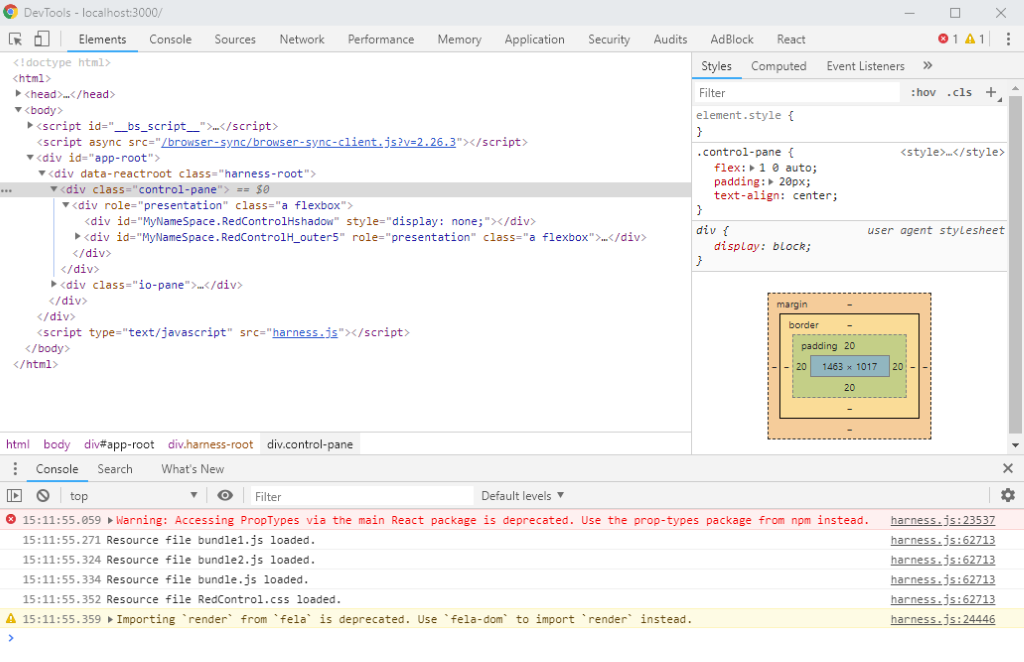 DevTools - localhost:3000/
Elements Console Sources Network Performance Memory Application Security Audits AdBlock React 1 1
<!doctype html>
<html>
<head>…</head>
<body>
<script id="__bs_script__">…</script>
<script async src="/browser-sync/browser-sync-client.js?v=2.26.3"></script>
<div id="app-root">
<div data-reactroot class="harness-root">
… <div class="control-pane"> == $0
<div role="presentation" class="a flexbox">
<div id="MyNameSpace.RedControlHshadow" style="display: none;"></div>
<div id="MyNameSpace.RedControlH_outer5" role="presentation" class="a flexbox">…</div>
</div>
</div>
<div class="io-pane">…</div>
</div>
</div>
<script type="text/javascript" src="harness.js"></script>
</body>
</html>
html body div#app-root div.harness-root div.control-pane
Styles Computed Event Listeners »
Filter :hov .cls +
element.style {
}
.control-pane { <style>…</style>
flex: 1 0 auto;
padding: 20px;
text-align: center;
}
div { user agent stylesheet
display: block;
}
margin -
border -
padding 20
- - 20 1463 × 1017 20 - -
20
-
-
Console Search What's New
top Filter Default levels ▼
15:11:55.059 Warning: Accessing PropTypes via the main React package is deprecated. Use the prop-types package from npm instead. harness.js:23537
15:11:55.271 Resource file bundle1.js loaded. harness.js:62713
15:11:55.324 Resource file bundle2.js loaded. harness.js:62713
15:11:55.334 Resource file bundle.js loaded. harness.js:62713
15:11:55.352 Resource file RedControl.css loaded. harness.js:62713
15:11:55.359 Importing `render` from `fela` is deprecated. Use `fela-dom` to import `render` instead. harness.js:24446